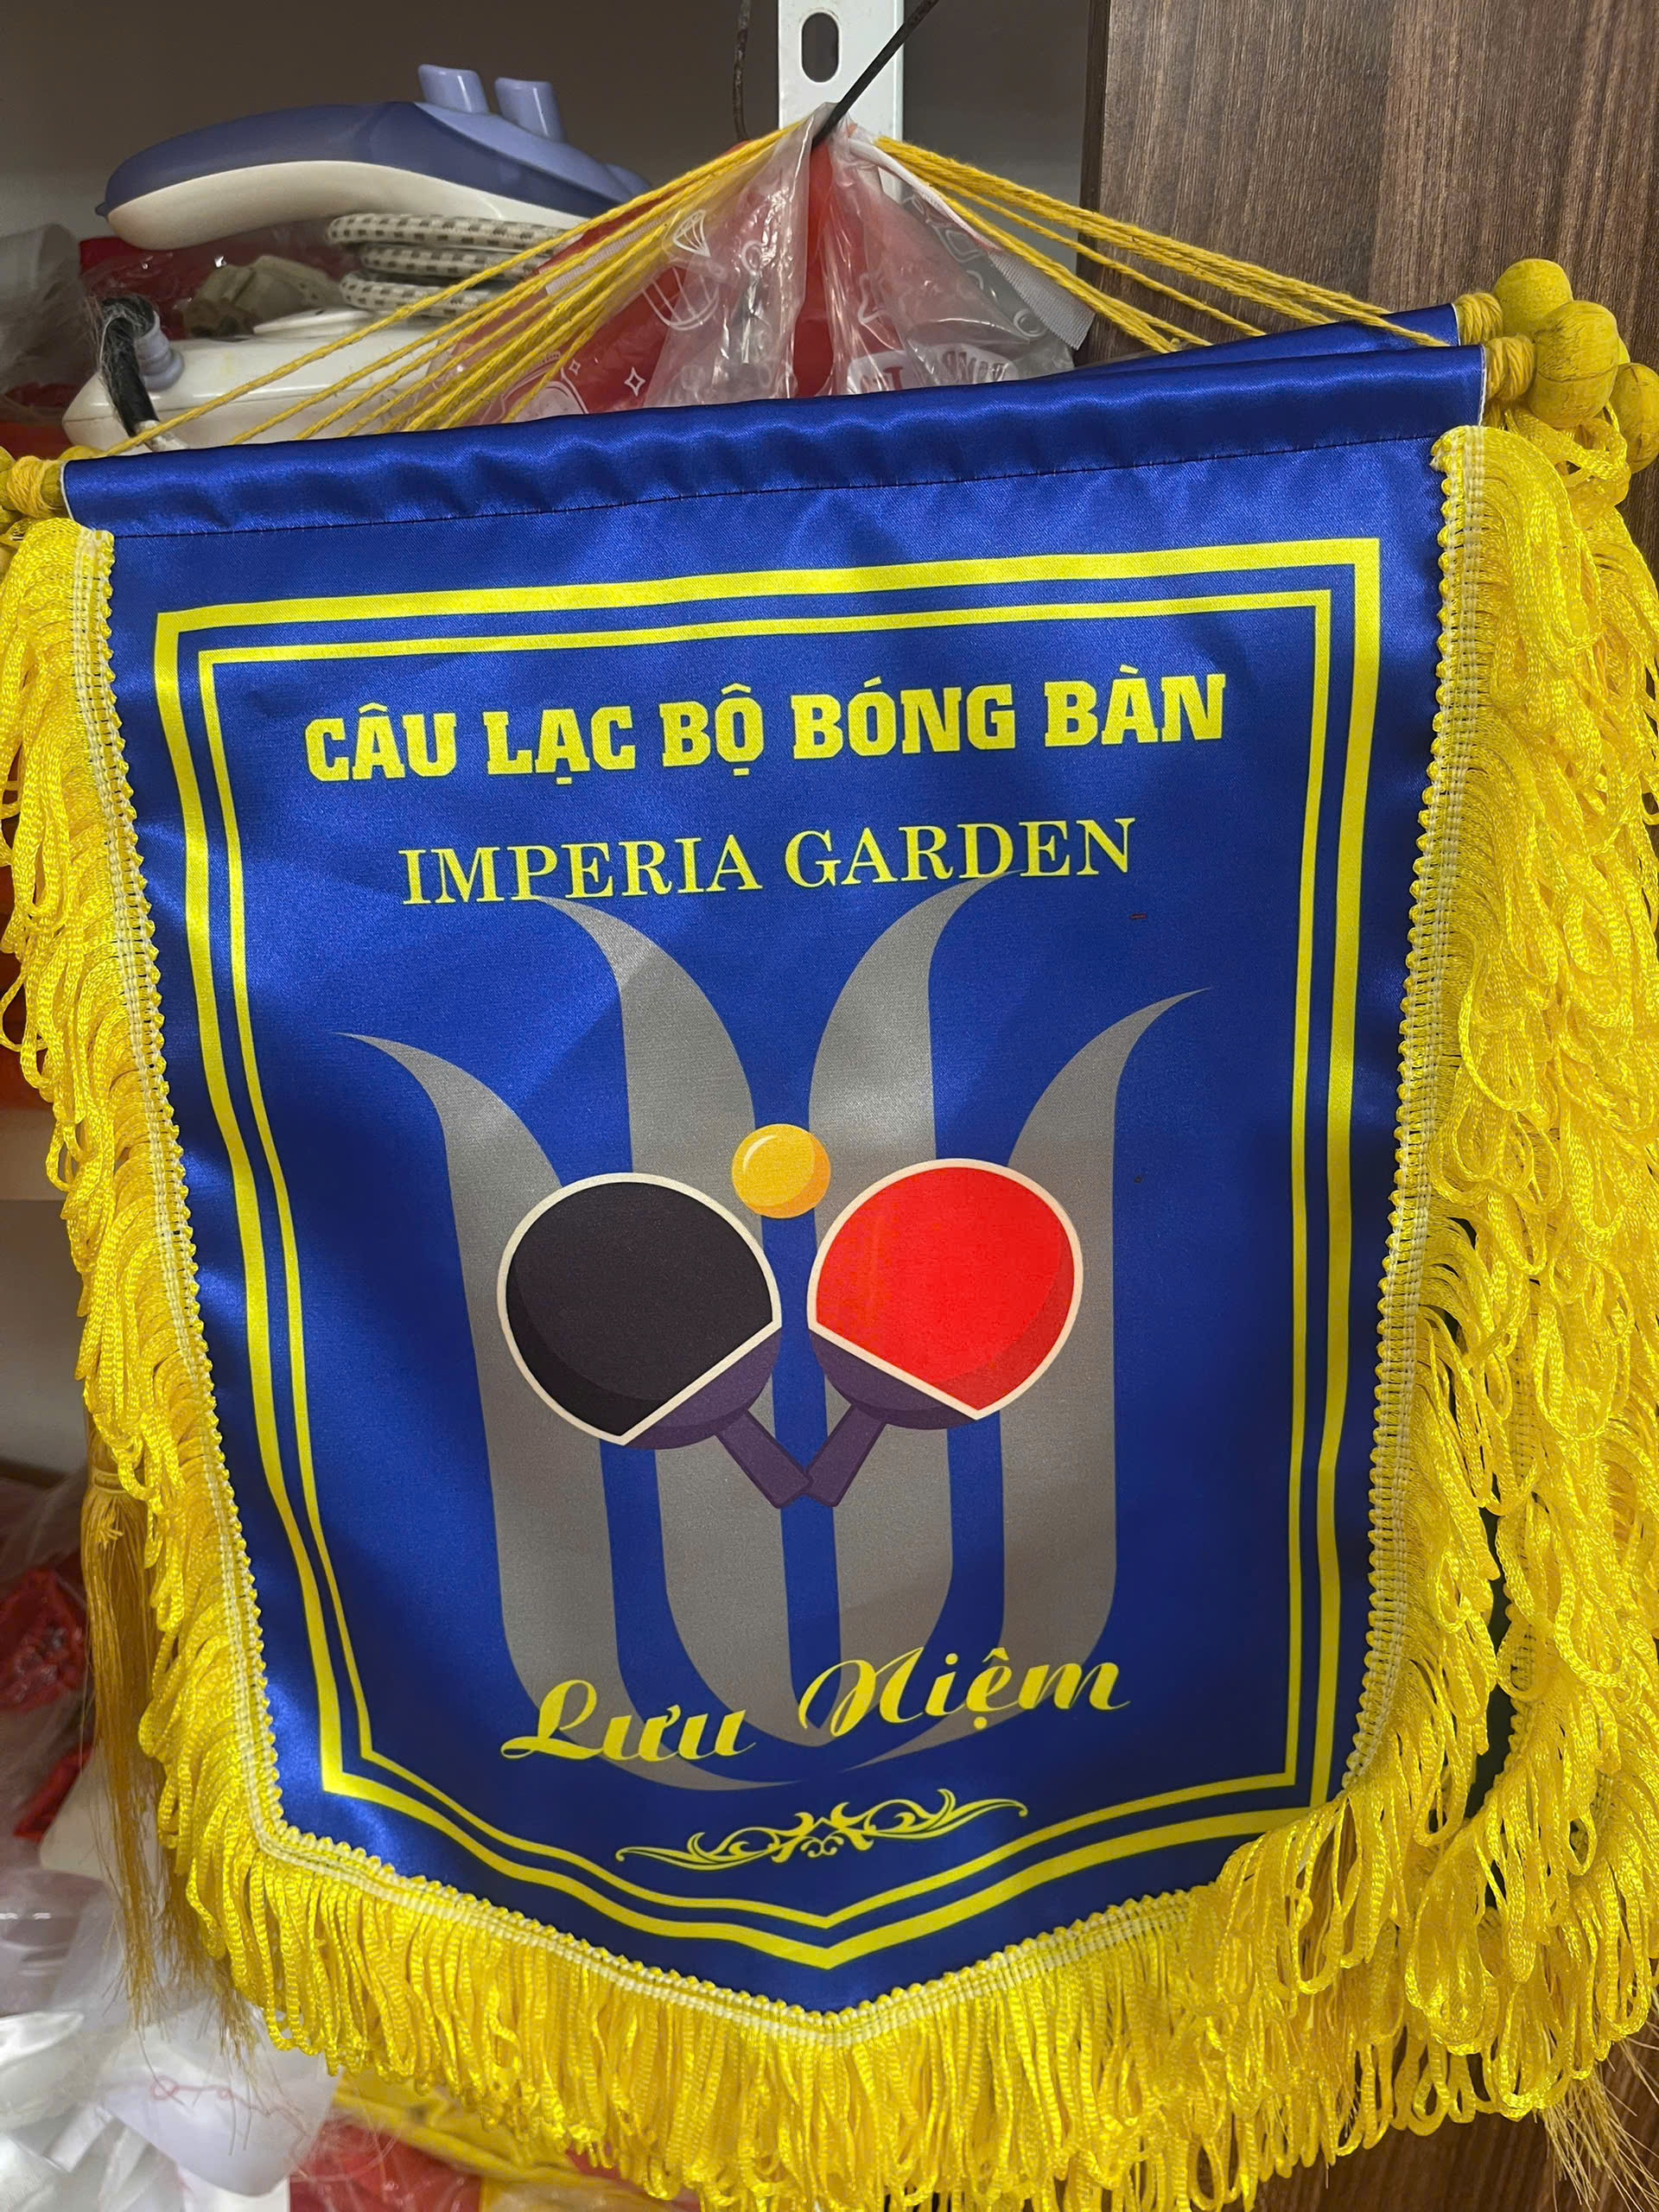 CÂU LẠC BỘ BÓNG BÀN
IMPERIA GARDEN
Lưu Niệm